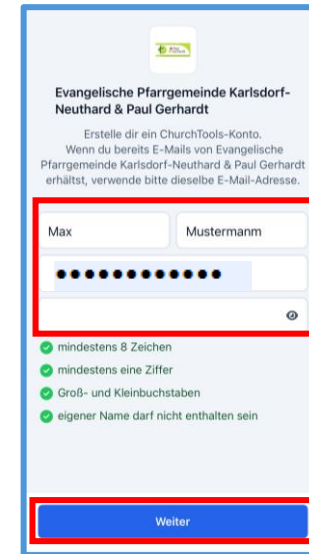 Evangelische Pfarrgemeinde Karlsdorf-
Neuthard & Paul Gerhardt
Erstelle dir ein ChurchTools-Konto.
Wenn du bereits E-Mails von Evangelische
Pfarrgemeinde Karlsdorf-Neuthard & Paul Gerhardt
erhältst, verwende bitte dieselbe E-Mail-Adresse.
Max
Mustermanm
●●●●●●●●●●●●
mindestens 8 Zeichen
mindestens eine Ziffer
Groß- und Kleinbuchstaben
eigener Name darf nicht enthalten sein
Weiter